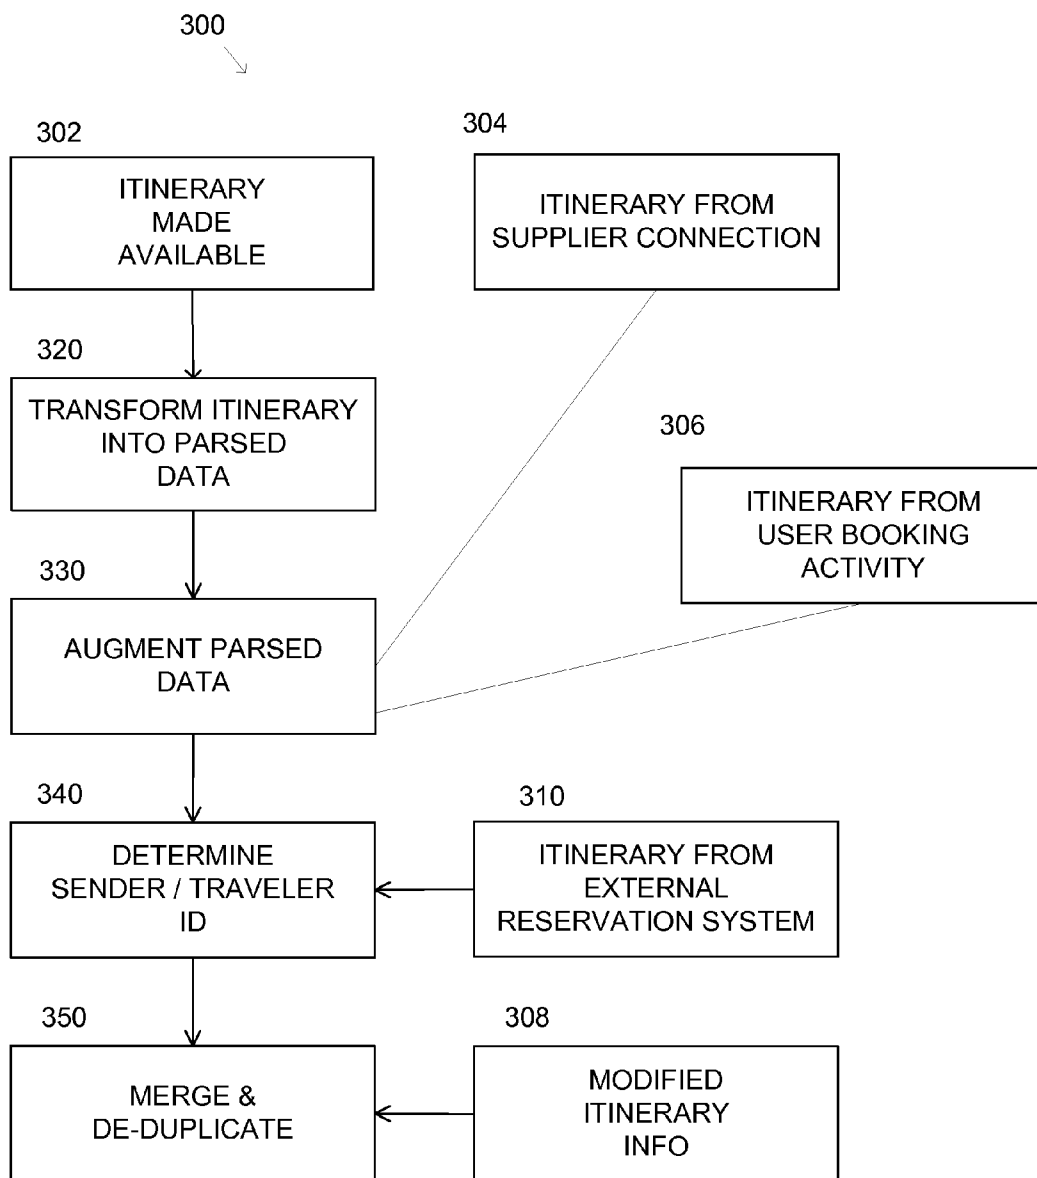 300
302
ITINERARY
MADE
AVAILABLE
304
ITINERARY FROM
SUPPLIER CONNECTION
320
TRANSFORM ITINERARY
INTO PARSED
DATA
306
ITINERARY FROM
USER BOOKING
ACTIVITY
330
AUGMENT PARSED
DATA
340
DETERMINE
SENDER / TRAVELER
ID
310
ITINERARY FROM
EXTERNAL
RESERVATION SYSTEM
350
MERGE &
DE-DUPLICATE
308
MODIFIED
ITINERARY
INFO